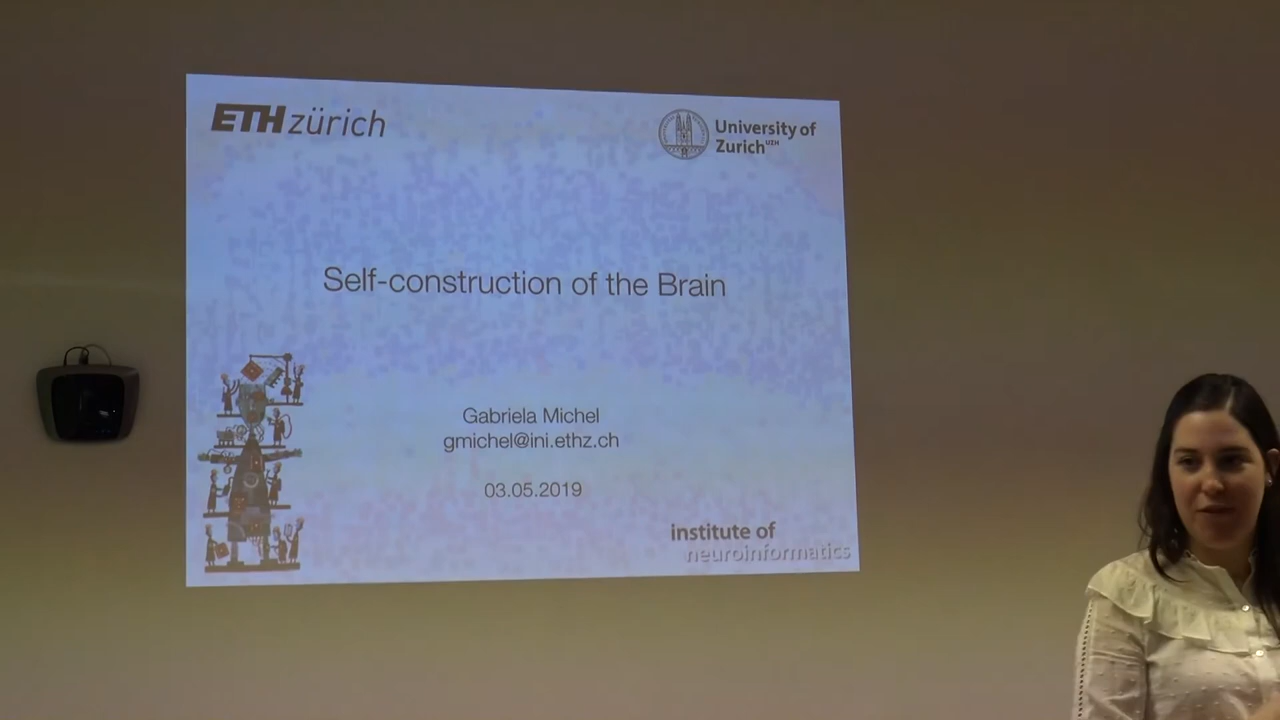 ETH zürich
University of
Zurich UZH
Self-construction of the Brain
Gabriela Michel
gmichel@ini.ethz.ch
03.05.2019
institute of
neuroinformatics